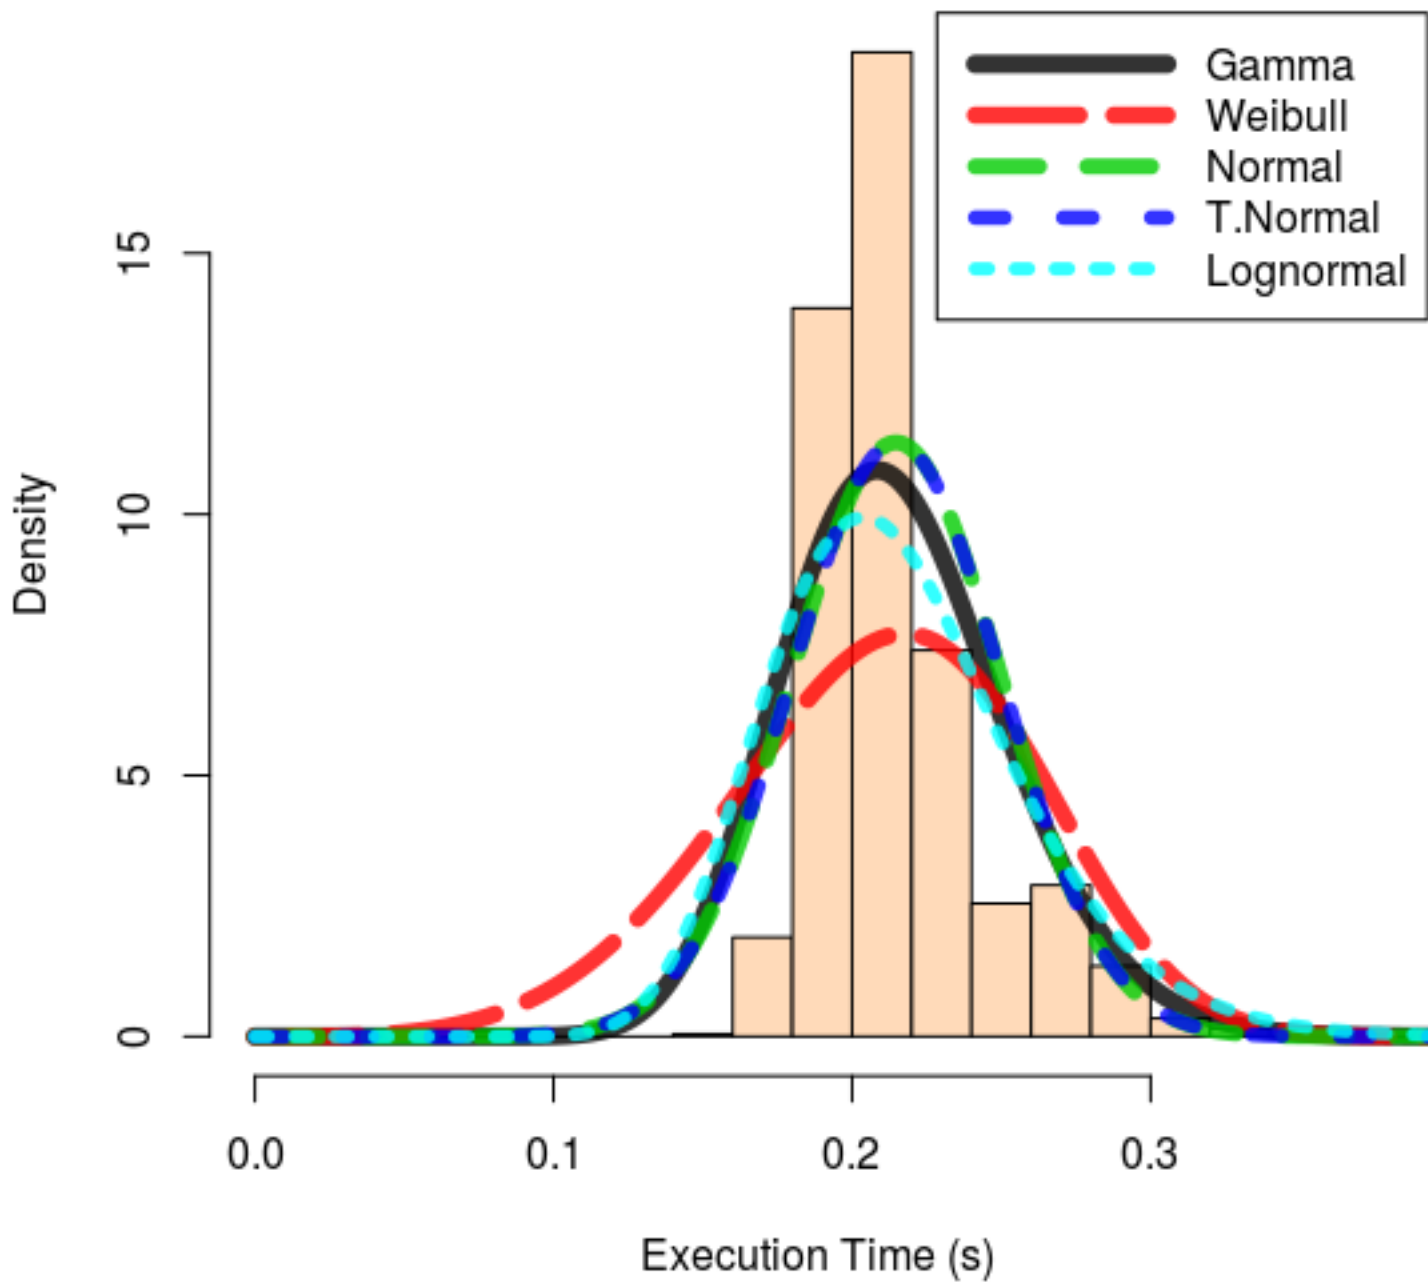 Gamma
Weibull
Normal
T.Normal
Lognormal
15
10
5
0
Density
0.0 0.1 0.2 0.3
Execution Time (s)